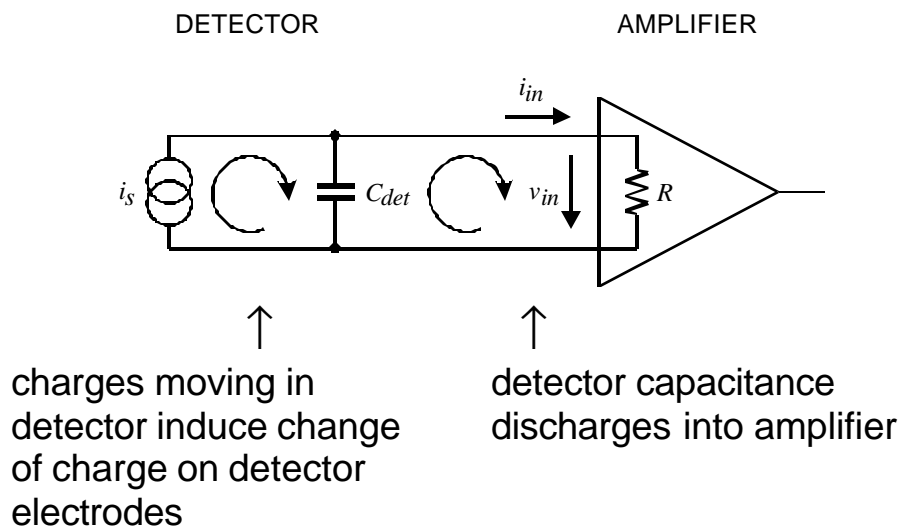 DETECTOR AMPLIFIER
i_in
i_s C_det v_in R
charges moving in
detector induce change
of charge on detector
electrodes
detector capacitance
discharges into amplifier